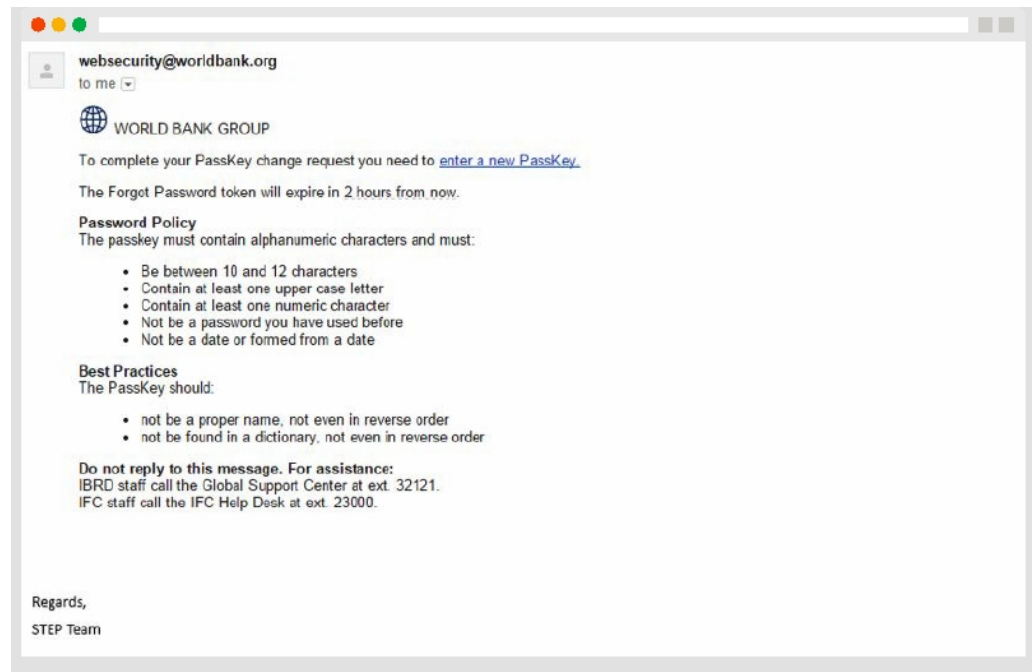 websecurity@worldbank.org
to me
WORLD BANK GROUP
To complete your PassKey change request you need to enter a new PassKey.
The Forgot Password token will expire in 2 hours from now.
Password Policy
The passkey must contain alphanumeric characters and must:
• Be between 10 and 12 characters
• Contain at least one upper case letter
• Contain at least one numeric character
• Not be a password you have used before
• Not be a date or formed from a date
Best Practices
The PassKey should:
• not be a proper name, not even in reverse order
• not be found in a dictionary, not even in reverse order
Do not reply to this message. For assistance:
IBRD staff call the Global Support Center at ext. 32121.
IFC staff call the IFC Help Desk at ext. 23000.
Regards,
STEP Team